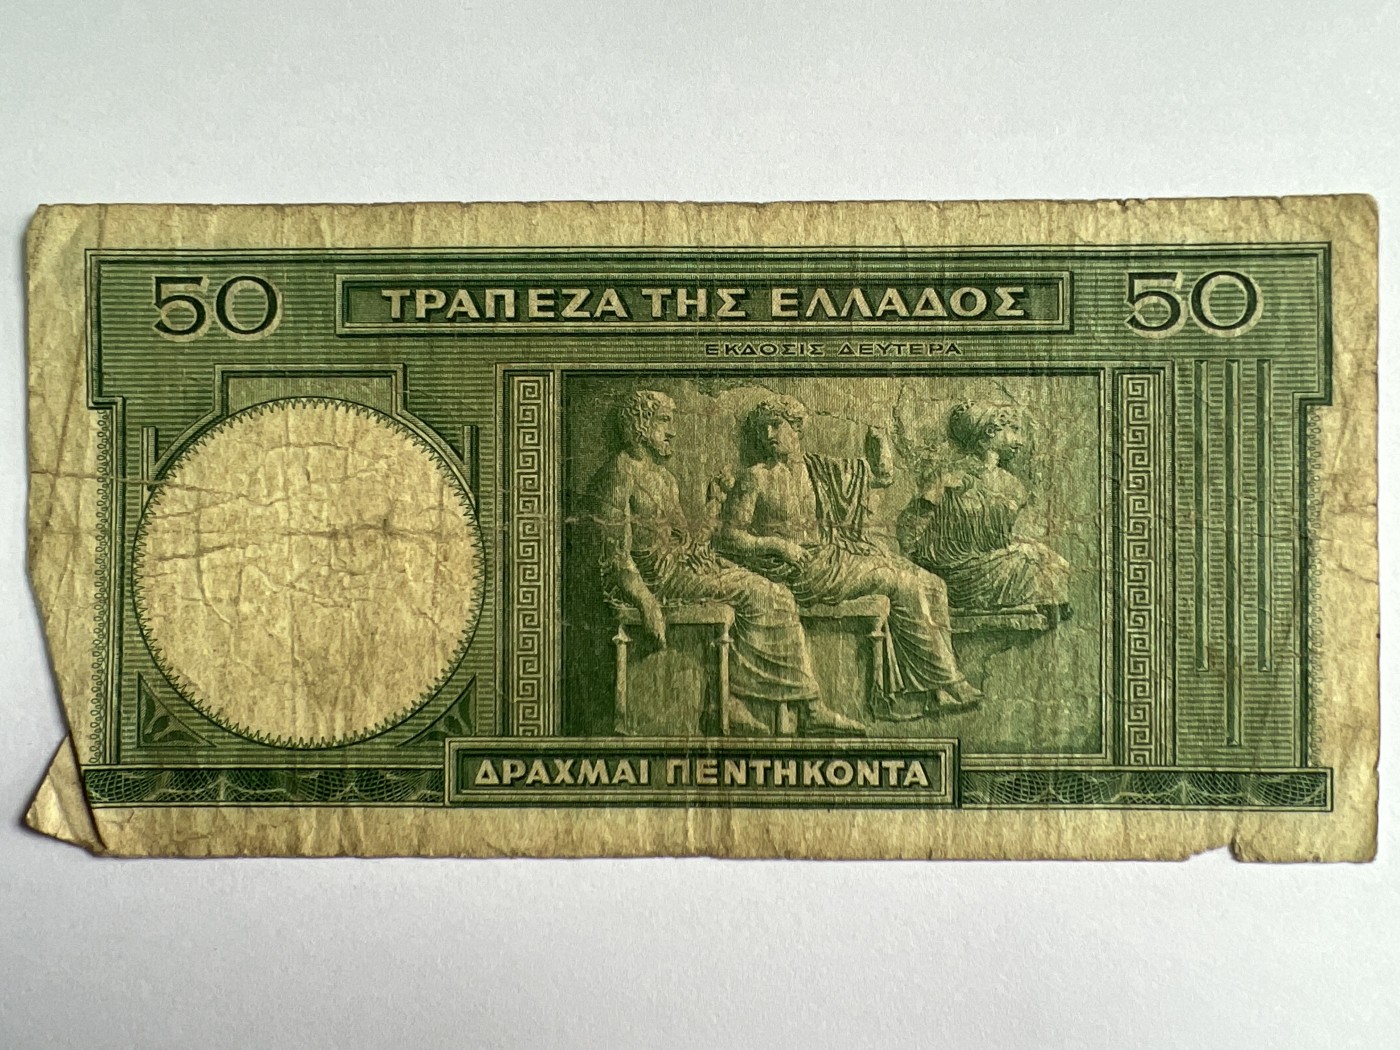 50 ΤΡΑΠΕΖΑ ΤΗΣ ΕΛΛΑΔΟΣ 50
ΕΚΔΟΣΙΣ ΔΕΥΤΕΡΑ
ΔΡΑΧΜΑΙ ΠΕΝΤΗΚΟΝΤΑ